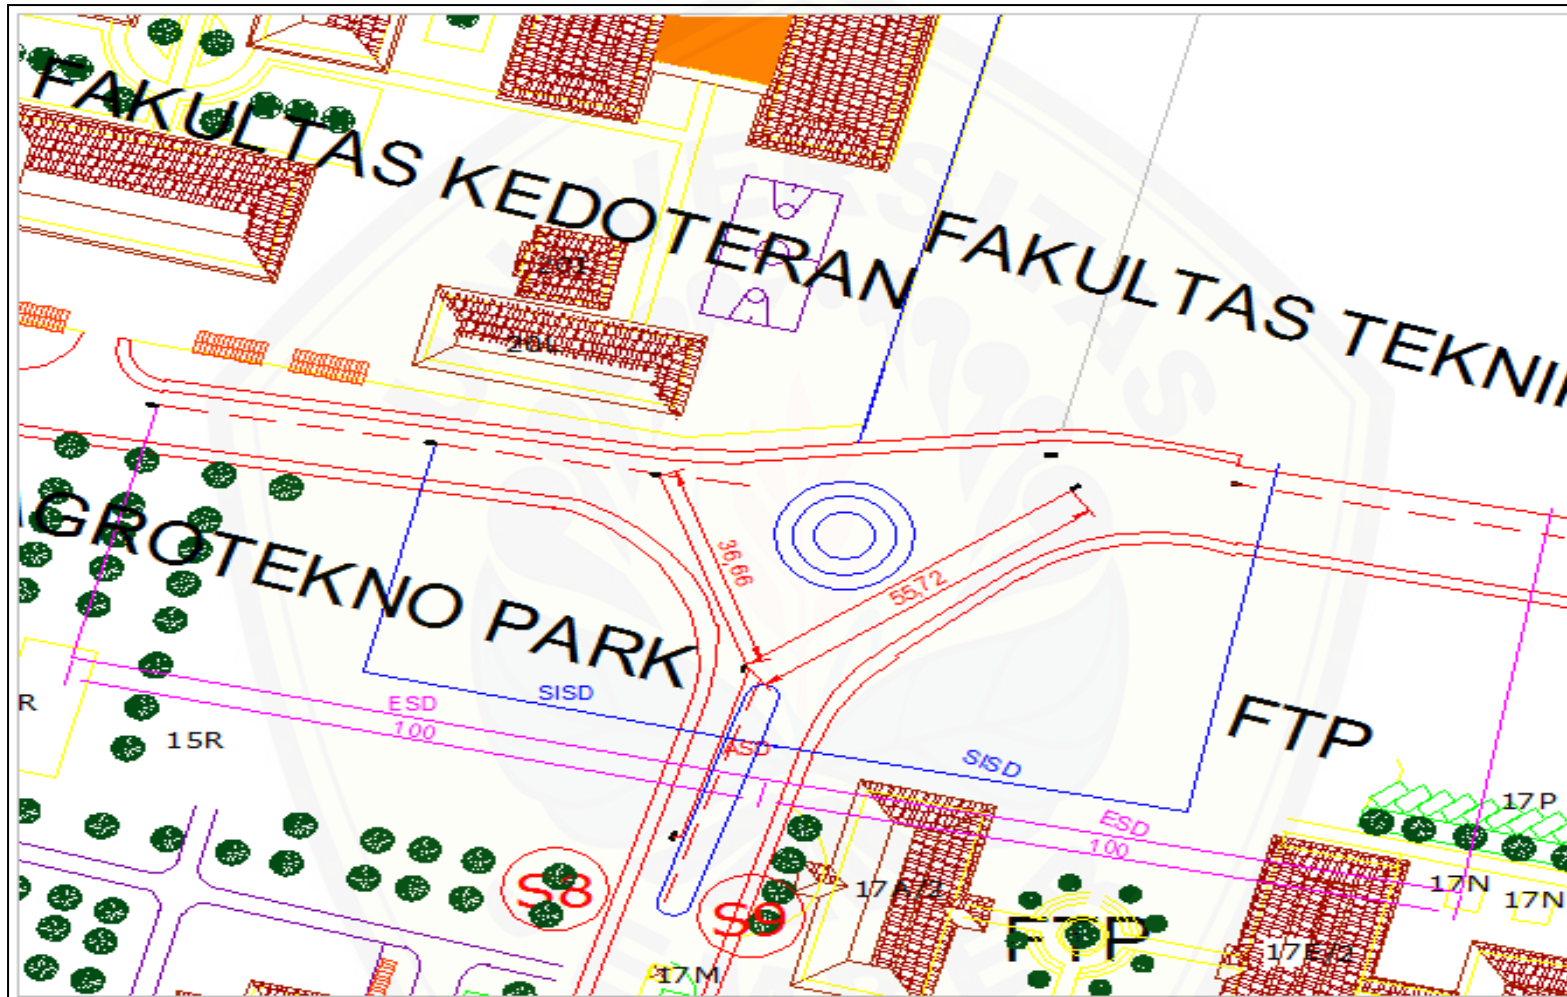 FAKULTAS KEDOTERAN
FAKULTAS TEKNIK
201
201
AGROTEKNO PARK
36,66
55,72
R
15R
ESD
100
SISD
ASD
SISD
FTP
ESD
100
17P
17N
17N
S8
S9
17A/2
FTP
17E/2
17M